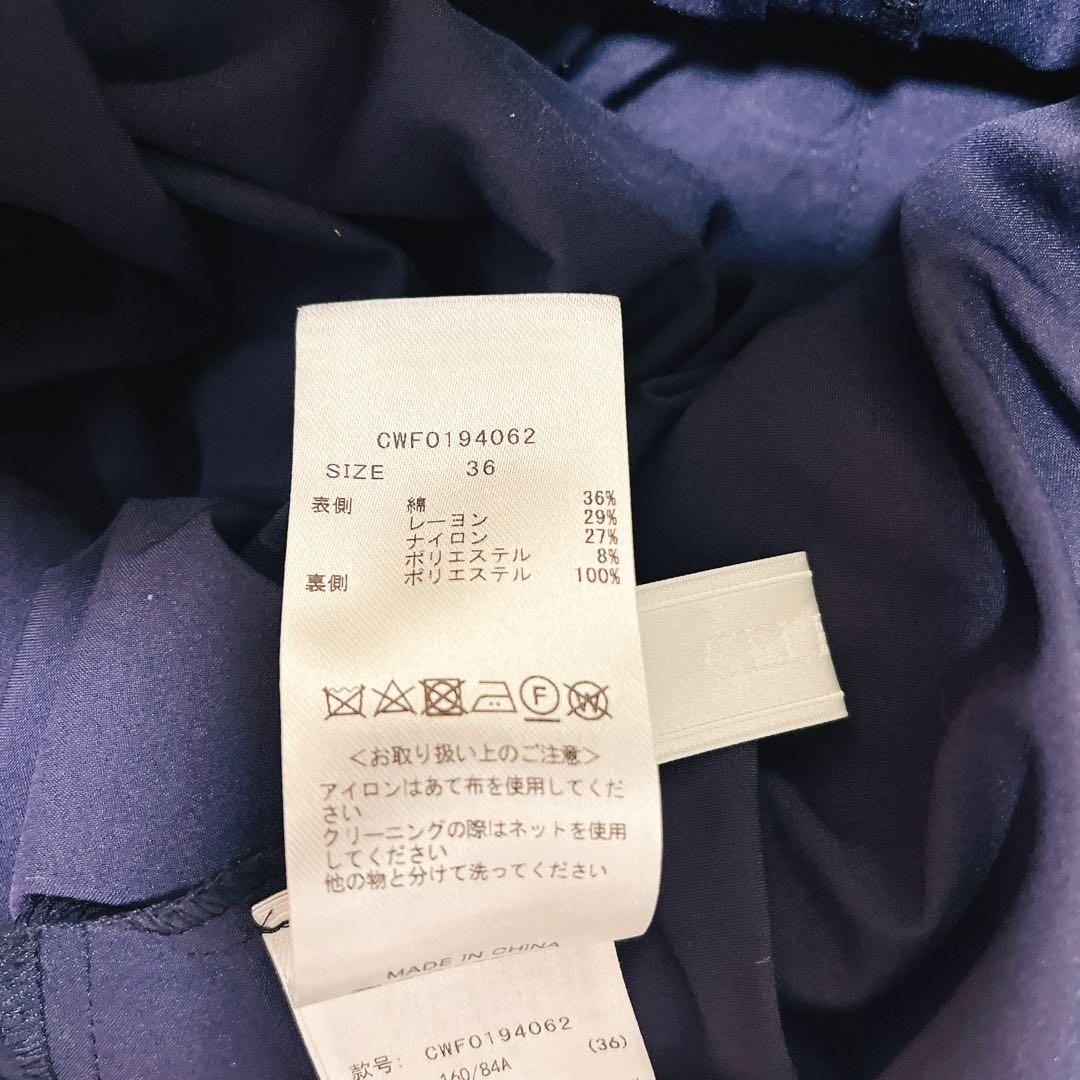 CWF0194062
SIZE 36
表側 綿 36%
レーヨン 29%
ナイロン 27%
ポリエステル 8%
裏側 ポリエステル 100%
F W
＜お取り扱い上のご注意＞
アイロンはあて布を使用してくだ
さい
クリーニングの際はネットを使用
してください
他の物と分けて洗ってください
MADE IN CHINA
款号: CWF0194062 (36)
160/84A